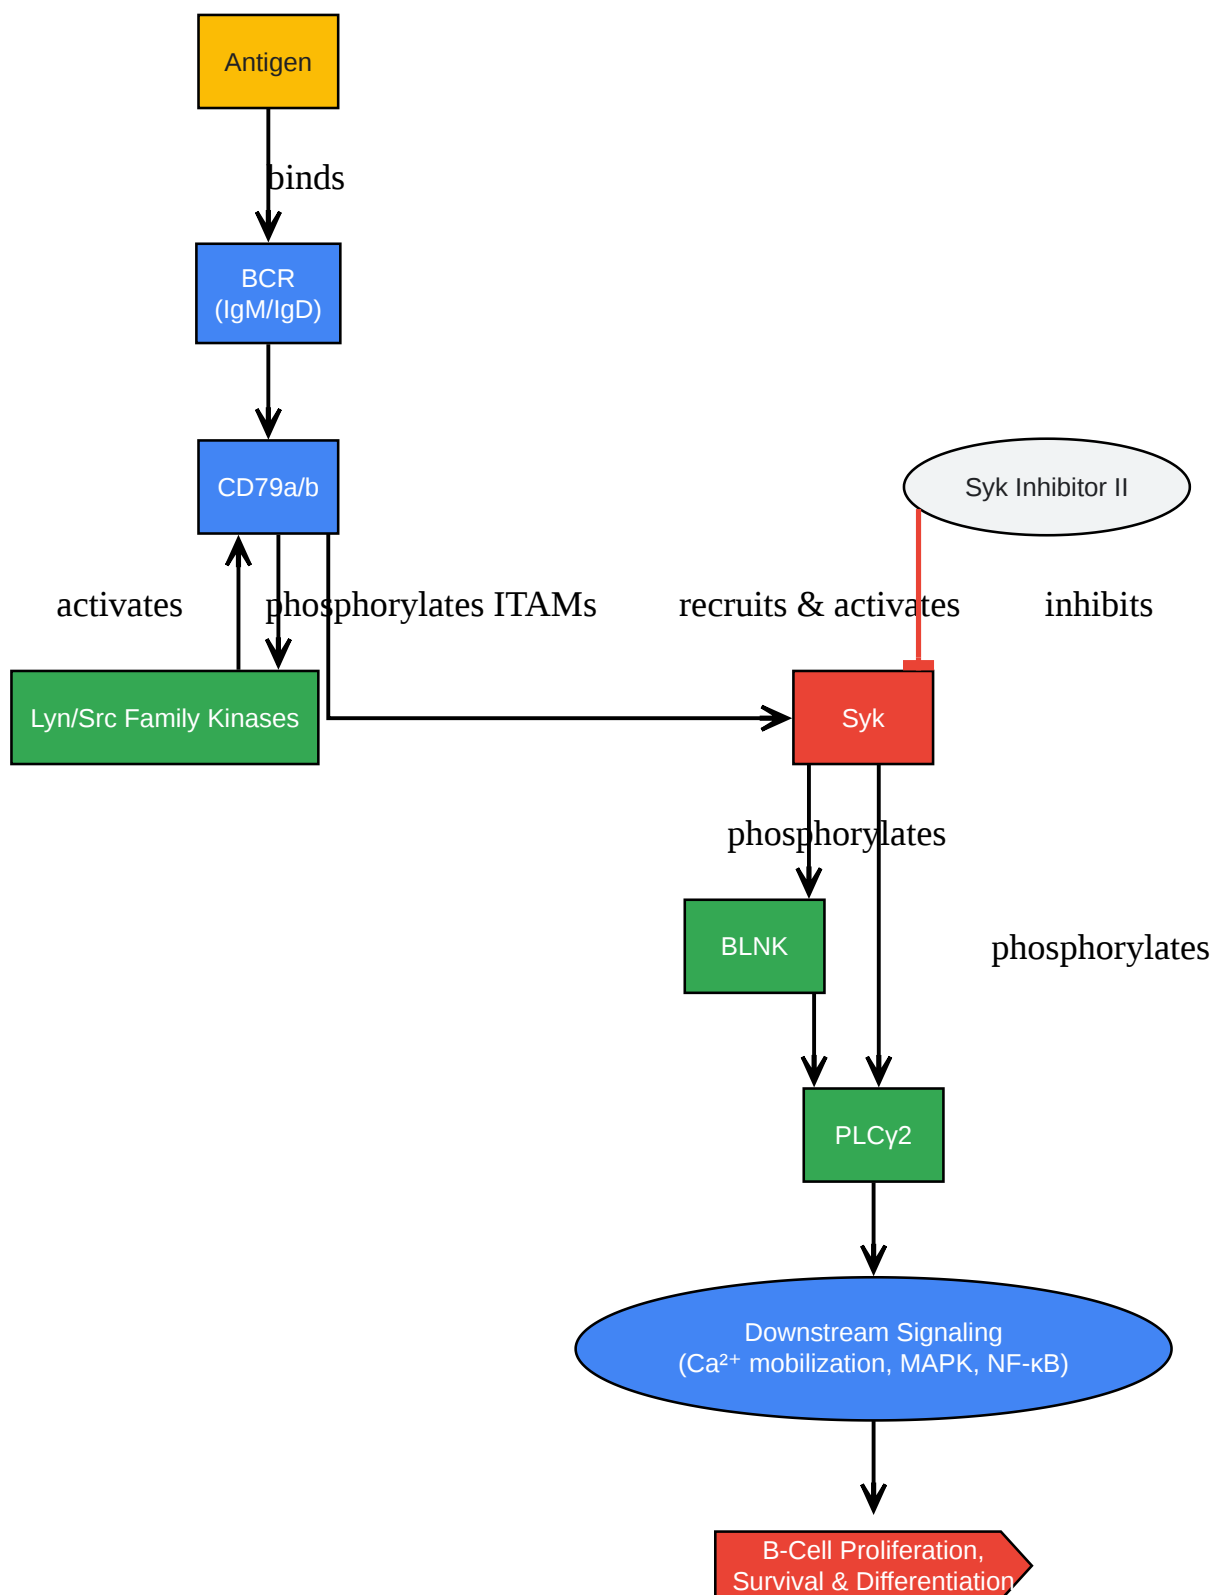 Antigen
binds
BCR
(IgM/IgD)
CD79a/b
Syk Inhibitor II
activates
phosphorylates ITAMs
recruits & activates
inhibits
Lyn/Src Family Kinases
Syk
phosphorylates
BLNK
phosphorylates
PLCγ2
Downstream Signaling
(Ca²⁺ mobilization, MAPK, NF-κB)
B-Cell Proliferation,
Survival & Differentiation